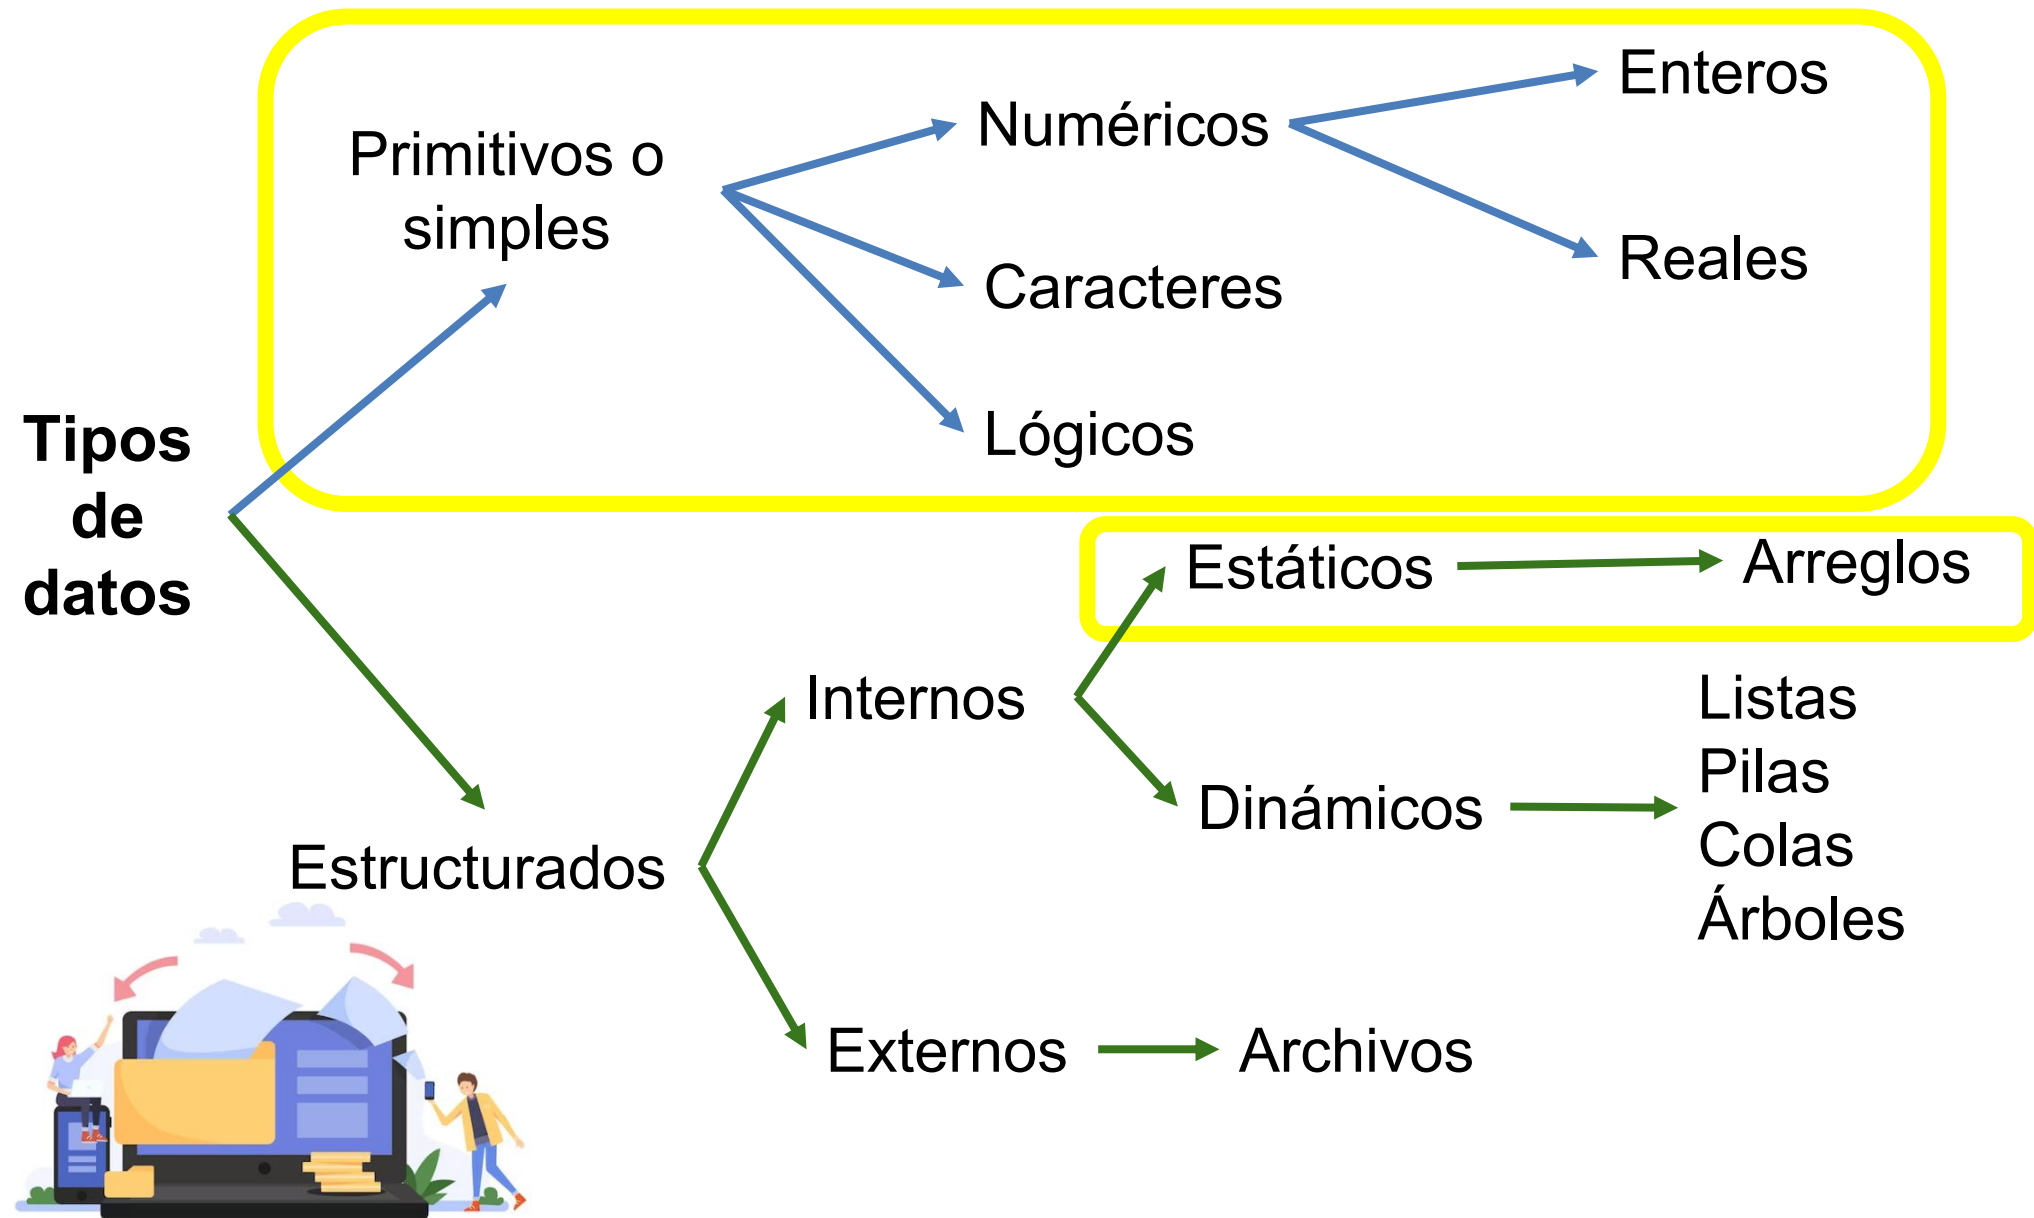 Tipos
de
datos
Primitivos o
simples
Numéricos
Enteros
Reales
Caracteres
Lógicos
Estructurados
Internos
Estáticos
Arreglos
Dinámicos
Listas
Pilas
Colas
Árboles
Externos
Archivos